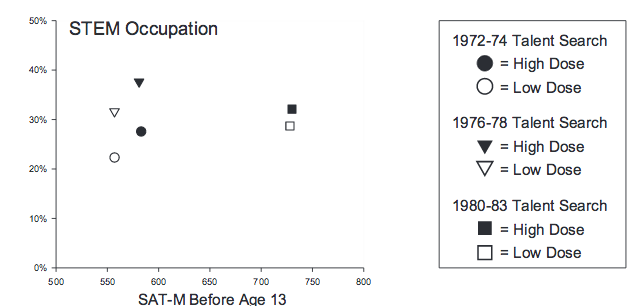 STEM Occupation
50%
40%
30%
20%
10%
0%
500 550 600 650 700 750 800
SAT-M Before Age 13
1972-74 Talent Search
= High Dose
= Low Dose
1976-78 Talent Search
= High Dose
= Low Dose
1980-83 Talent Search
= High Dose
= Low Dose